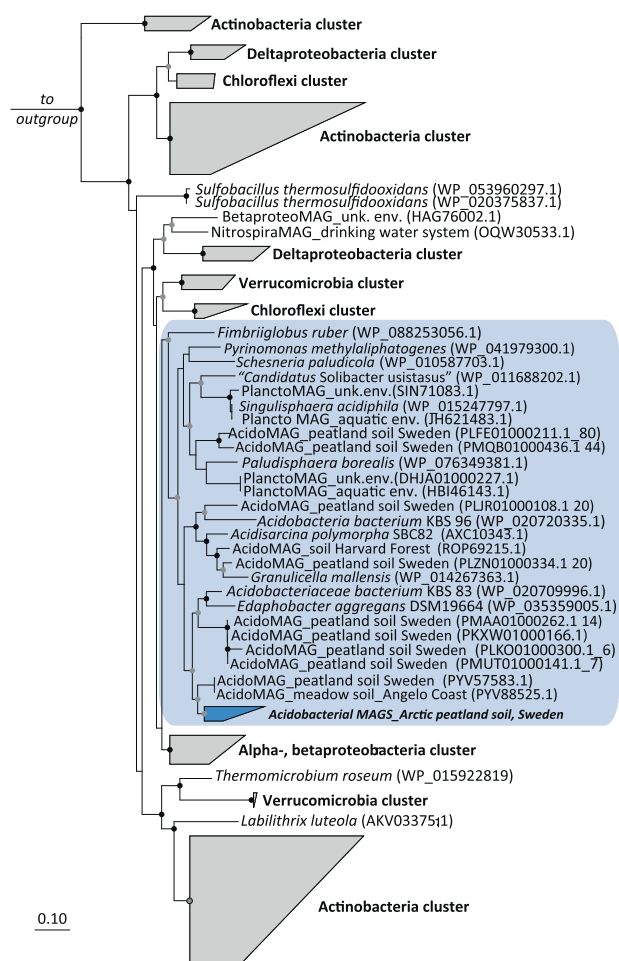 Actinobacteria cluster
Deltaproteobacteria cluster
Chloroflexi cluster
to
outgroup
Actinobacteria cluster
Sulfobacillus thermosulfidooxidans (WP_053960297.1)
Sulfobacillus thermosulfidooxidans (WP_020375837.1)
BetaproteoMAG_unk. env. (HAG76002.1)
NitrospiraMAG_drinking water system (OQW30533.1)
Deltaproteobacteria cluster
Verrucomicrobia cluster
Chloroflexi cluster
Fimbriiglobus ruber (WP_088253056.1)
Pyrinomonas methylaliphatogenes (WP_041979300.1)
Schesneria paludicola (WP_010587703.1)
“Candidatus Solibacter usistasus” (WP_011688202.1)
PlanctoMAG_unk.env.(SIN71083.1)
Singulisphaera acidiphila (WP_015247797.1)
Plancto MAG_aquatic env. (JH621483.1)
AcidoMAG_peatland soil Sweden (PLFE01000211.1_80)
AcidoMAG_peatland soil Sweden (PMQB01000436.1 44)
Paludisphaera borealis (WP_076349381.1)
PlanctoMAG_unk.env.(DHJA01000227.1)
PlanctoMAG_aquatic env. (HBI46143.1)
AcidoMAG_peatland soil Sweden (PLJR01000108.1 20)
Acidobacteria bacterium KBS 96 (WP_020720335.1)
Acidisarcina polymorpha SBC82 (AXC10343.1)
AcidoMAG_soil Harvard Forest (ROP69215.1)
AcidoMAG_peatland soil Sweden (PLZN01000334.1 20)
Granulicella mallensis (WP_014267363.1)
Acidobacteriaceae bacterium KBS 83 (WP_020709996.1)
Edaphobacter aggregans DSM19664 (WP_035359005.1)
AcidoMAG_peatland soil Sweden (PMAA01000262.1 14)
AcidoMAG_peatland soil Sweden (PKXW01000166.1)
AcidoMAG_peatland soil Sweden (PLKO01000300.1_6)
AcidoMAG_peatland soil Sweden (PMUT01000141.1_7)
AcidoMAG_peatland soil Sweden (PYV57583.1)
AcidoMAG_meadow soil_Angelo Coast (PYV88525.1)
Acidobacterial MAGS_Arctic peatland soil, Sweden
Alpha-, betaproteobacteria cluster
Thermomicrobium roseum (WP_015922819)
Verrucomicrobia cluster
Labilithrix luteola (AKV033751.1)
Actinobacteria cluster
0.10